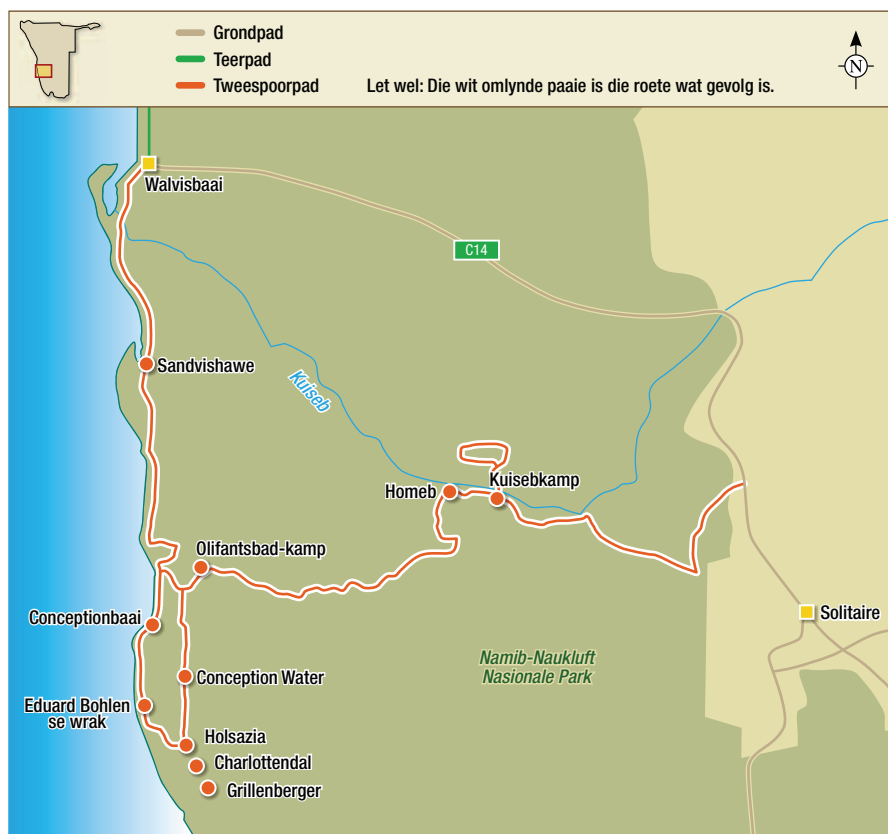 Grondpad
Teerpad
Tweespoorpad
Let wel: Die wit omlynde paaie is die roete wat gevolg is.
N
Walvisbaai
C14
Sandvishawe
Kuiseb
Kuisebkamp
Homeb
Olifantsbad-kamp
Conceptionbaai
Solitaire
Namib-Naukluft
Nasionale Park
Conception Water
Eduard Bohlen
se wrak
Holsazia
Charlottendal
Grillenberger